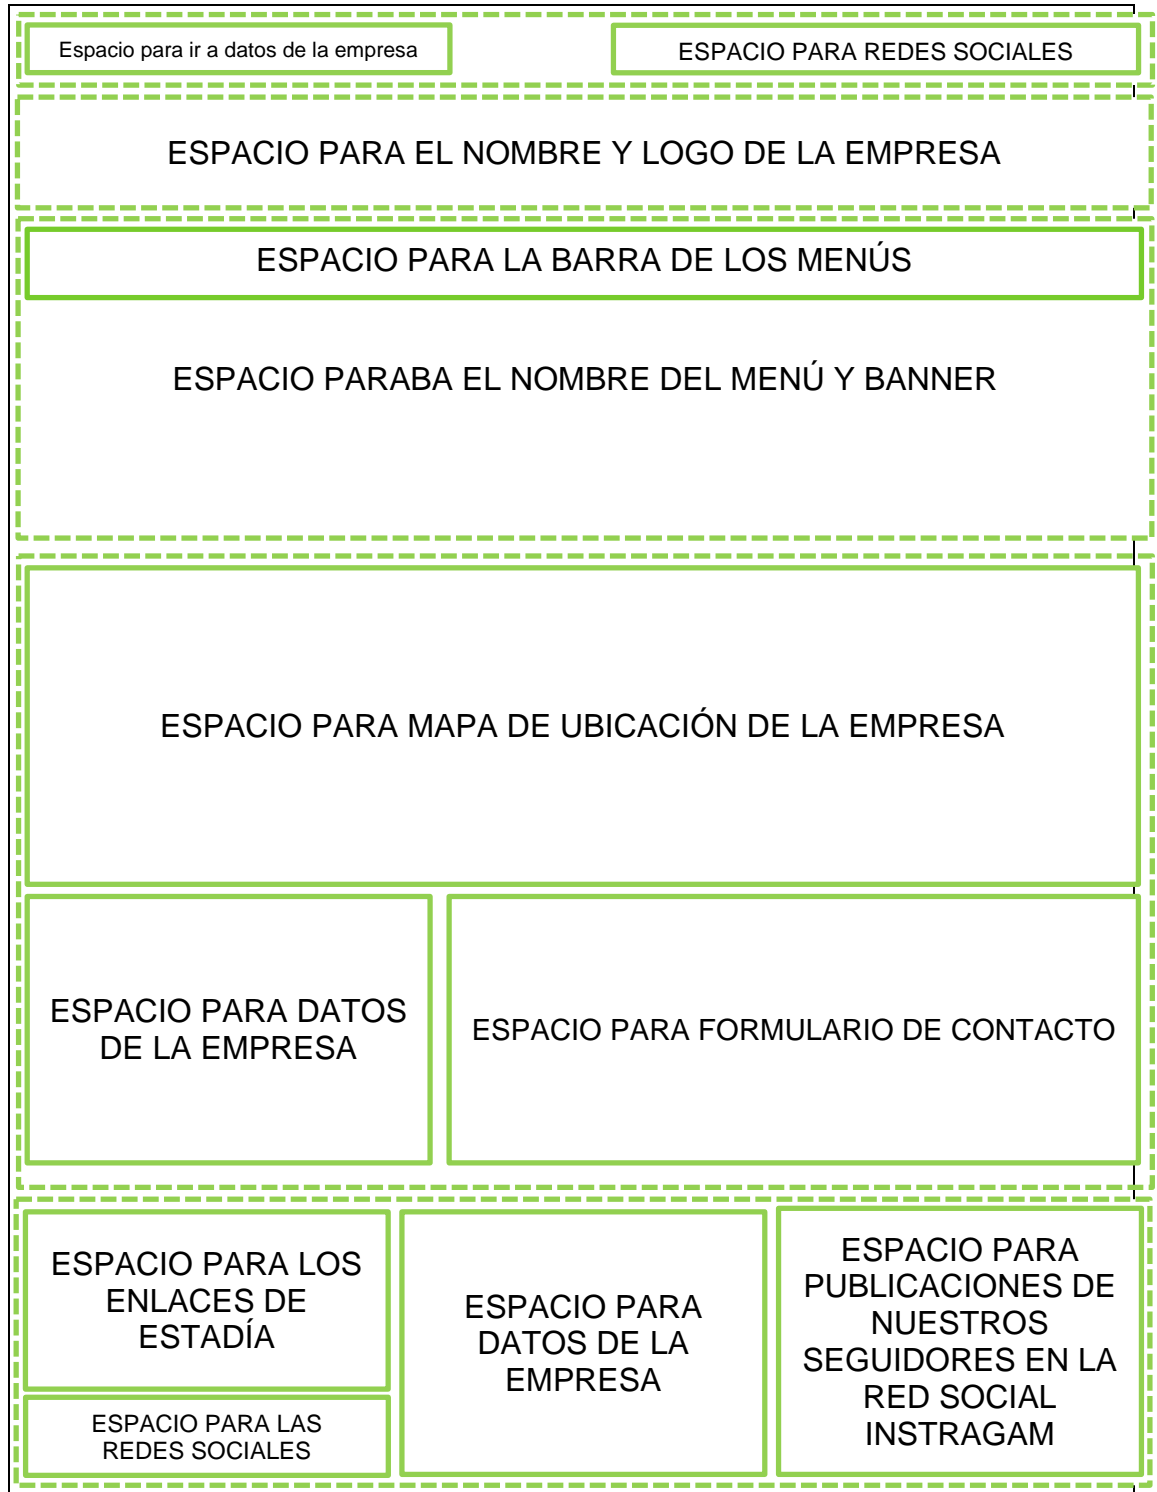 Espacio para ir a datos de la empresa
ESPACIO PARA REDES SOCIALES
ESPACIO PARA EL NOMBRE Y LOGO DE LA EMPRESA
ESPACIO PARA LA BARRA DE LOS MENÚS
ESPACIO PARABA EL NOMBRE DEL MENÚ Y BANNER
ESPACIO PARA MAPA DE UBICACIÓN DE LA EMPRESA
ESPACIO PARA DATOS
DE LA EMPRESA
ESPACIO PARA FORMULARIO DE CONTACTO
ESPACIO PARA LOS
ENLACES DE
ESTADÍA
ESPACIO PARA LAS
REDES SOCIALES
ESPACIO PARA
DATOS DE LA
EMPRESA
ESPACIO PARA
PUBLICACIONES DE
NUESTROS
SEGUIDORES EN LA
RED SOCIAL
INSTRAGAM